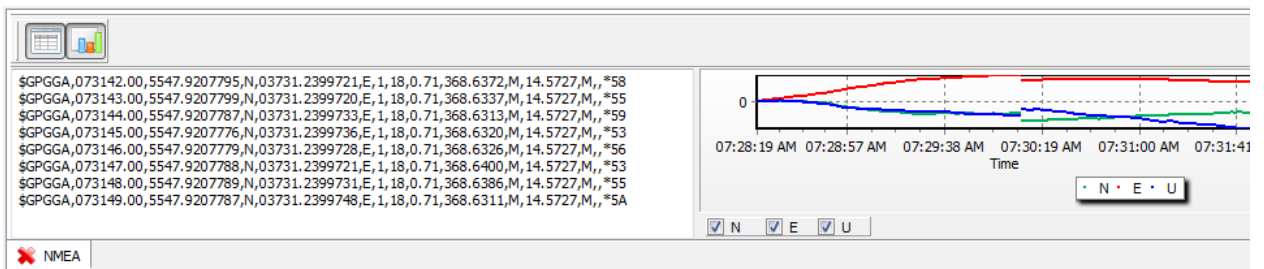 $GPGGA,073142.00,5547.9207795,N,03731.2399721,E,1,18,0.71,368.6372,M,14.5727,M,,*58
$GPGGA,073143.00,5547.9207799,N,03731.2399720,E,1,18,0.71,368.6337,M,14.5727,M,,*55
$GPGGA,073144.00,5547.9207787,N,03731.2399733,E,1,18,0.71,368.6313,M,14.5727,M,,*59
$GPGGA,073145.00,5547.9207776,N,03731.2399736,E,1,18,0.71,368.6320,M,14.5727,M,,*53
$GPGGA,073146.00,5547.9207779,N,03731.2399728,E,1,18,0.71,368.6326,M,14.5727,M,,*56
$GPGGA,073147.00,5547.9207788,N,03731.2399721,E,1,18,0.71,368.6400,M,14.5727,M,,*53
$GPGGA,073148.00,5547.9207789,N,03731.2399731,E,1,18,0.71,368.6386,M,14.5727,M,,*55
$GPGGA,073149.00,5547.9207787,N,03731.2399748,E,1,18,0.71,368.6311,M,14.5727,M,,*5A
0
07:28:19 AM 07:28:57 AM 07:29:38 AM 07:30:19 AM 07:31:00 AM 07:31:41
Time
N E U
N E U
NMEA